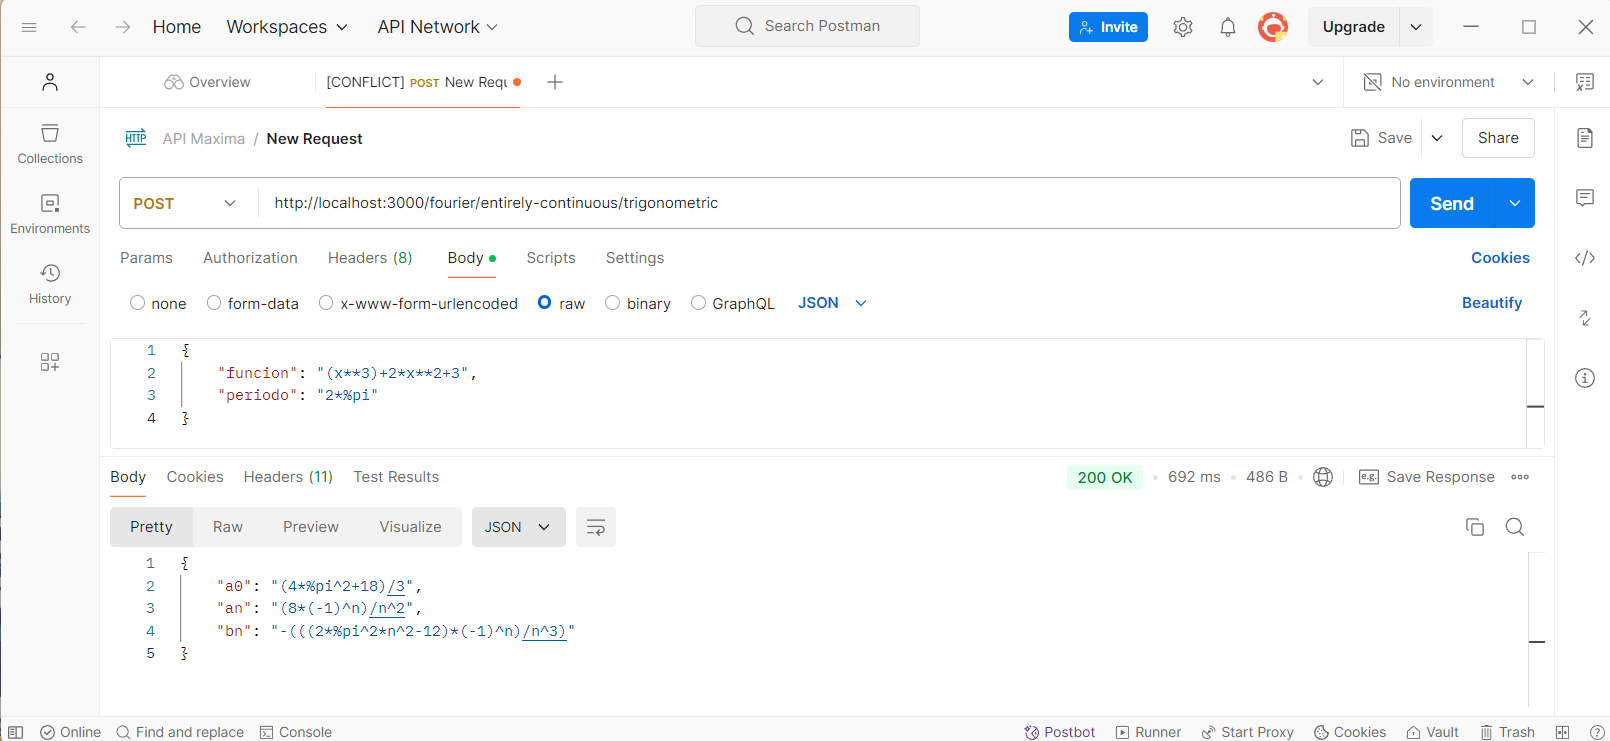 Home Workspaces API Network Search Postman Invite Upgrade
Overview [CONFLICT] POST New Requ No environment
API Maxima / New Request Save Share
HTTP
Collections
Environments
History
POST http://localhost:3000/fourier/entirely-continuous/trigonometric Send
Params Authorization Headers (8) Body Scripts Settings Cookies
none form-data x-www-form-urlencoded raw binary GraphQL JSON Beautify
1 {
2 "funcion": "(x**3)+2*x**2+3",
3 "periodo": "2*%pi"
4 }
Body Cookies Headers (11) Test Results 200 OK • 692 ms • 486 B • e.g. Save Response
Pretty Raw Preview Visualize JSON
1 {
2 "a0": "(4*%pi^2+18)/3",
3 "an": "(8*(-1)^n)/n^2",
4 "bn": "-(((2*%pi^2*n^2-12)*(-1)^n)/n^3)"
5 }
Online Find and replace Console Postbot Runner Start Proxy Cookies Vault Trash